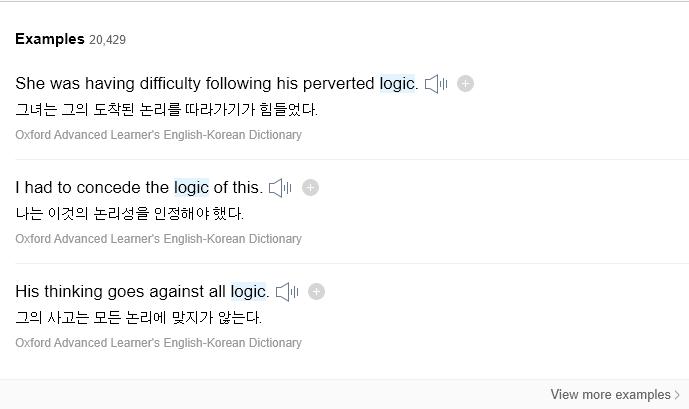 Examples 20,429
She was having difficulty following his perverted logic.
그녀는 그의 도착된 논리를 따라가기가 힘들었다.
Oxford Advanced Learner's English-Korean Dictionary
I had to concede the logic of this.
나는 이것의 논리성을 인정해야 했다.
Oxford Advanced Learner's English-Korean Dictionary
His thinking goes against all logic.
그의 사고는 모든 논리에 맞지가 않는다.
Oxford Advanced Learner's English-Korean Dictionary
View more examples